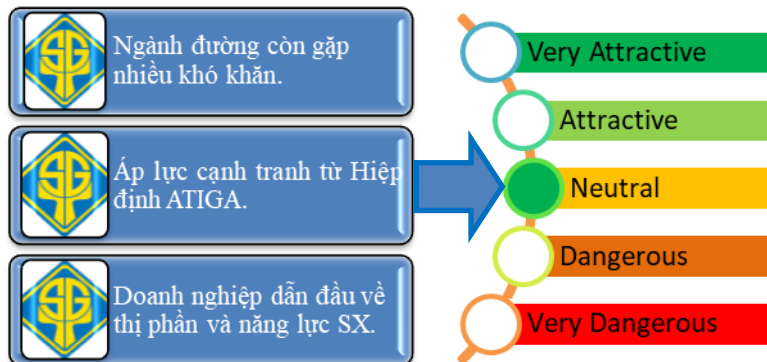 Ngành đường còn gặp
nhiều khó khăn.
Áp lực cạnh tranh từ Hiệp
định ATIGA.
Doanh nghiệp dẫn đầu về
thị phần và năng lực SX.
Very Attractive
Attractive
Neutral
Dangerous
Very Dangerous